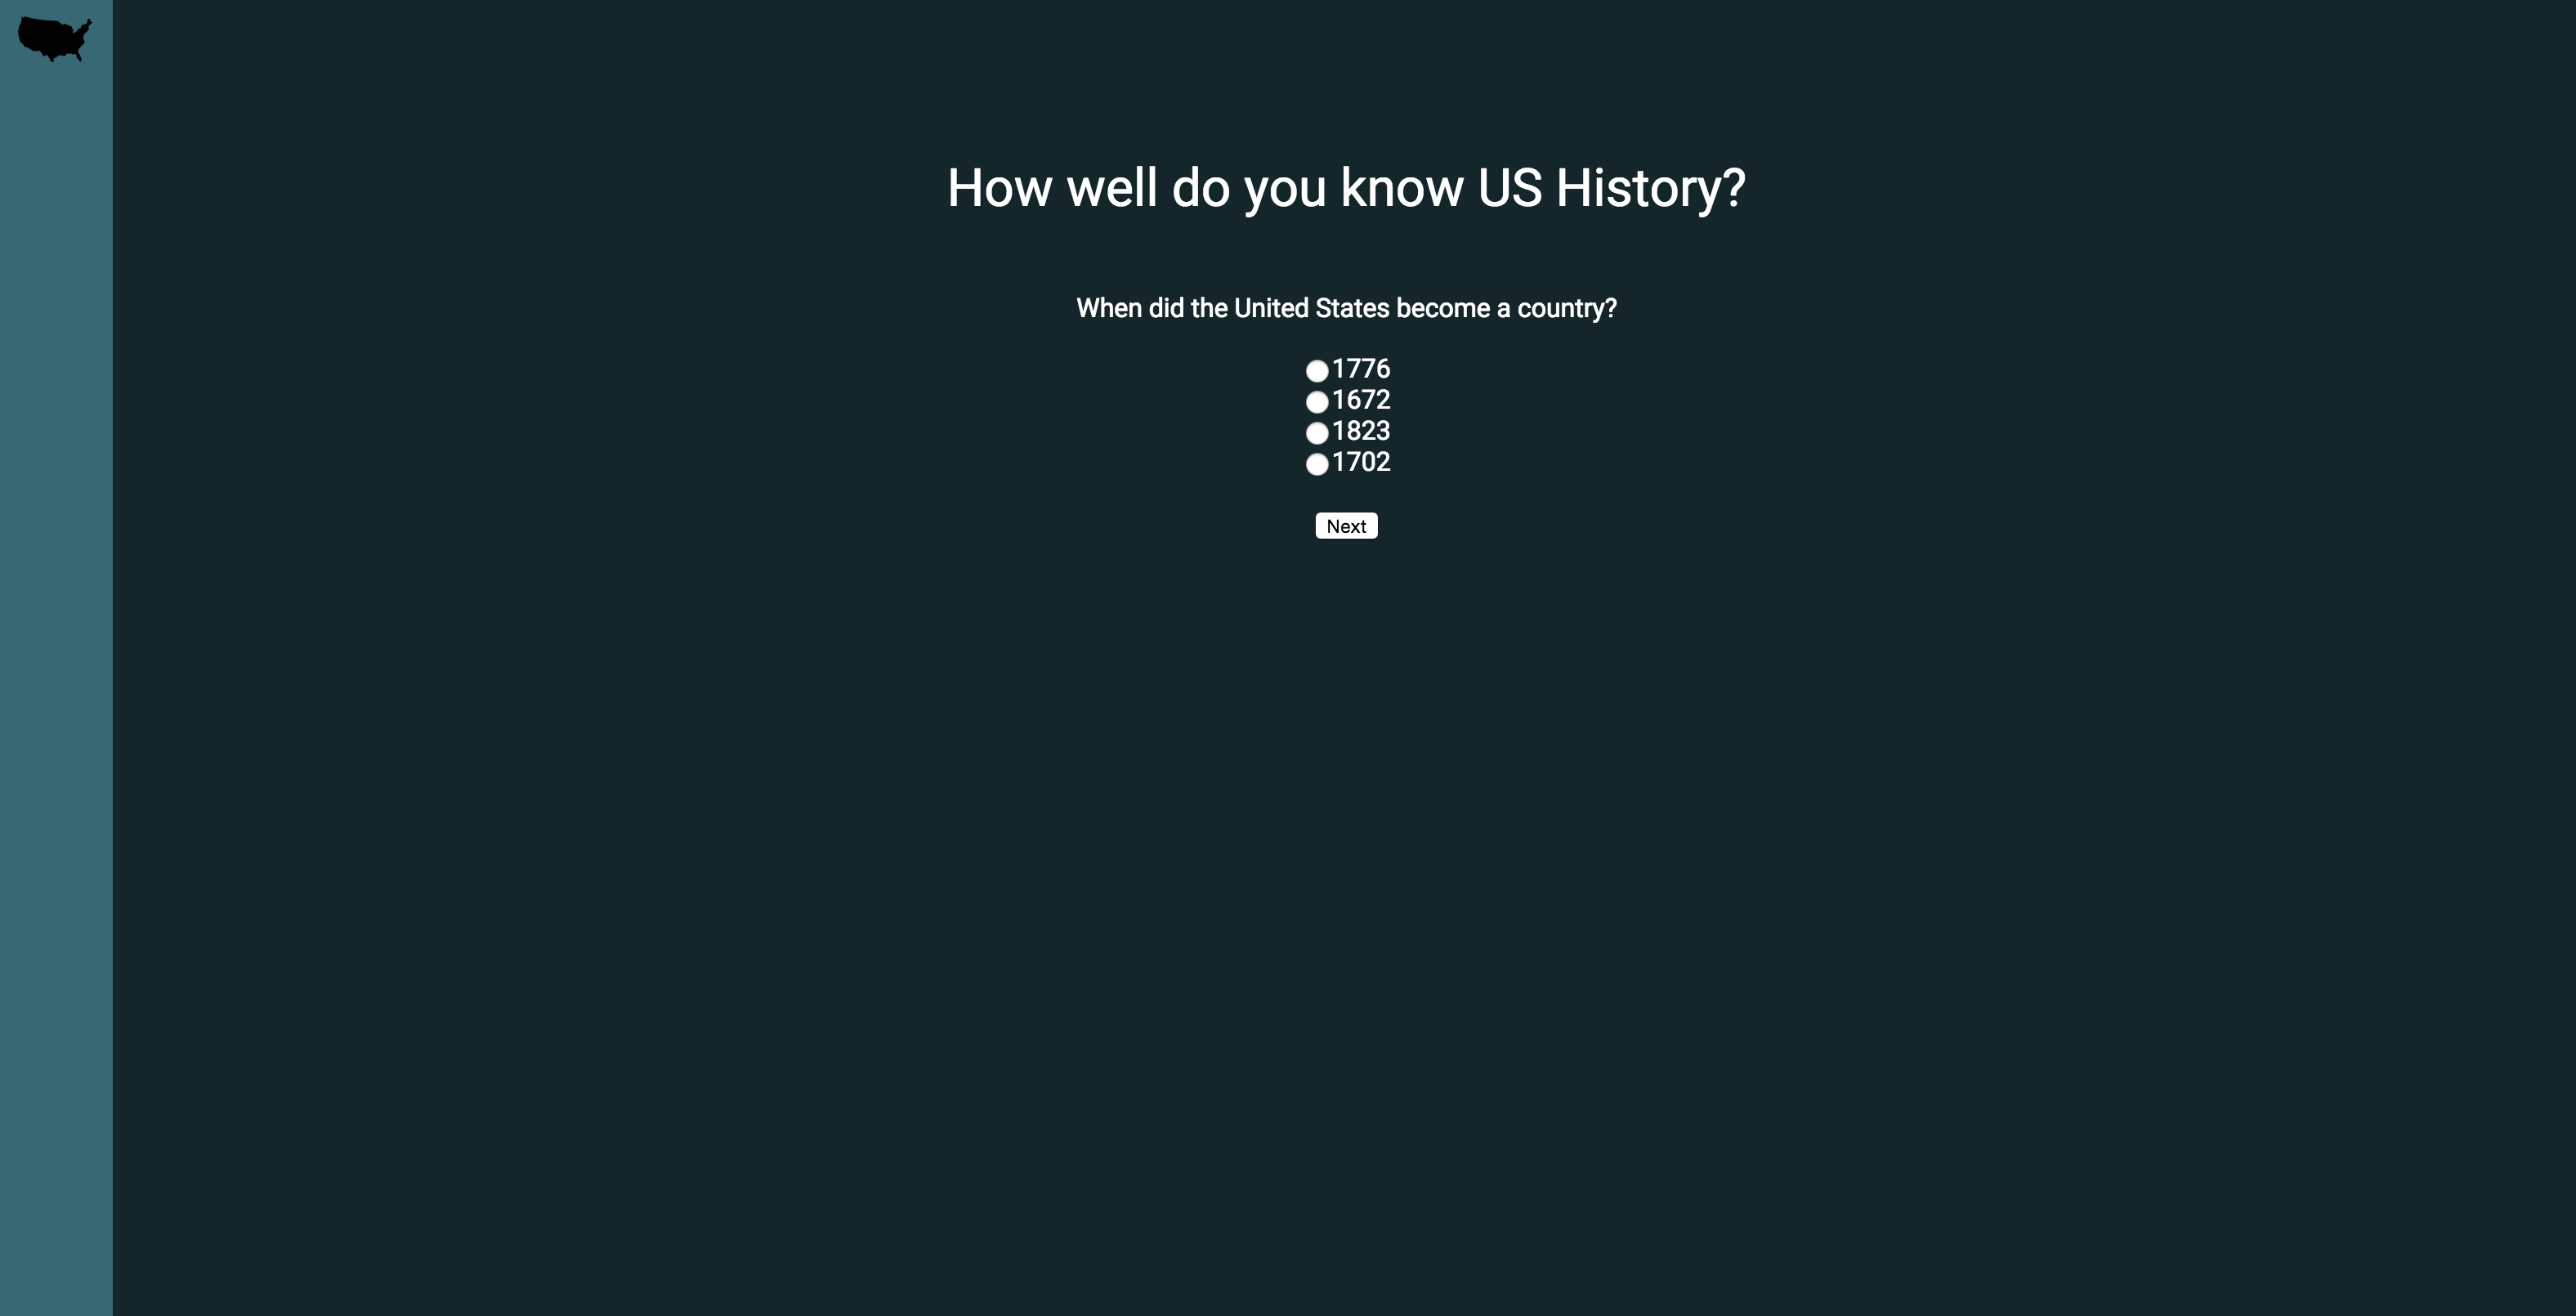 How well do you know US History?
When did the United States become a country?
1776
1672
1823
1702
Next